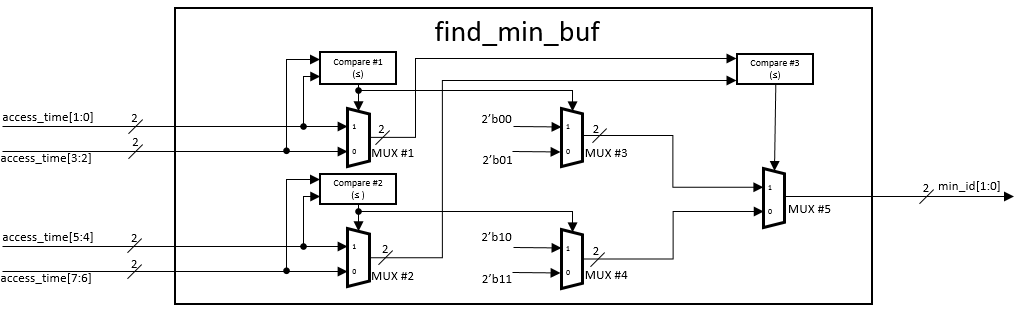 find_min_buf
Compare #1
(≤)
Compare #3
(≤)
access_time[1:0]
2
1
2
access_time[3:2]
2
0
MUX #1
2'b00
1
2
2'b01
0
MUX #3
Compare #2
(≤ )
1
2
min_id[1:0]
0
MUX #5
access_time[5:4]
2
1
2
access_time[7:6]
2
0
MUX #2
2'b10
1
2
2'b11
0
MUX #4